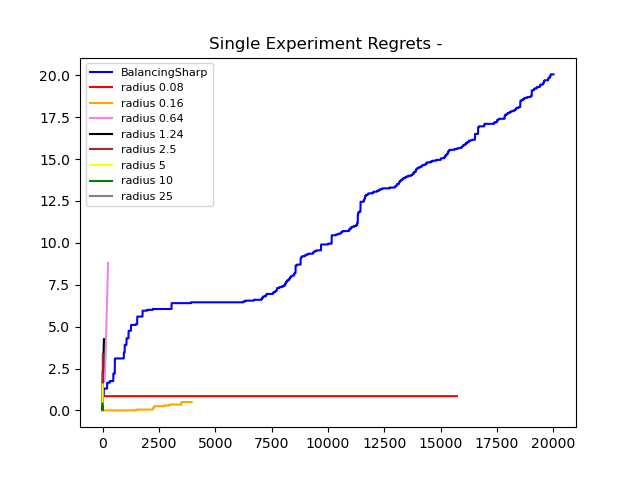 Single Experiment Regrets -
BalancingSharp
radius 0.08
radius 0.16
radius 0.64
radius 1.24
radius 2.5
radius 5
radius 10
radius 25
20.0
17.5
15.0
12.5
10.0
7.5
5.0
2.5
0.0
0 2500 5000 7500 10000 12500 15000 17500 20000